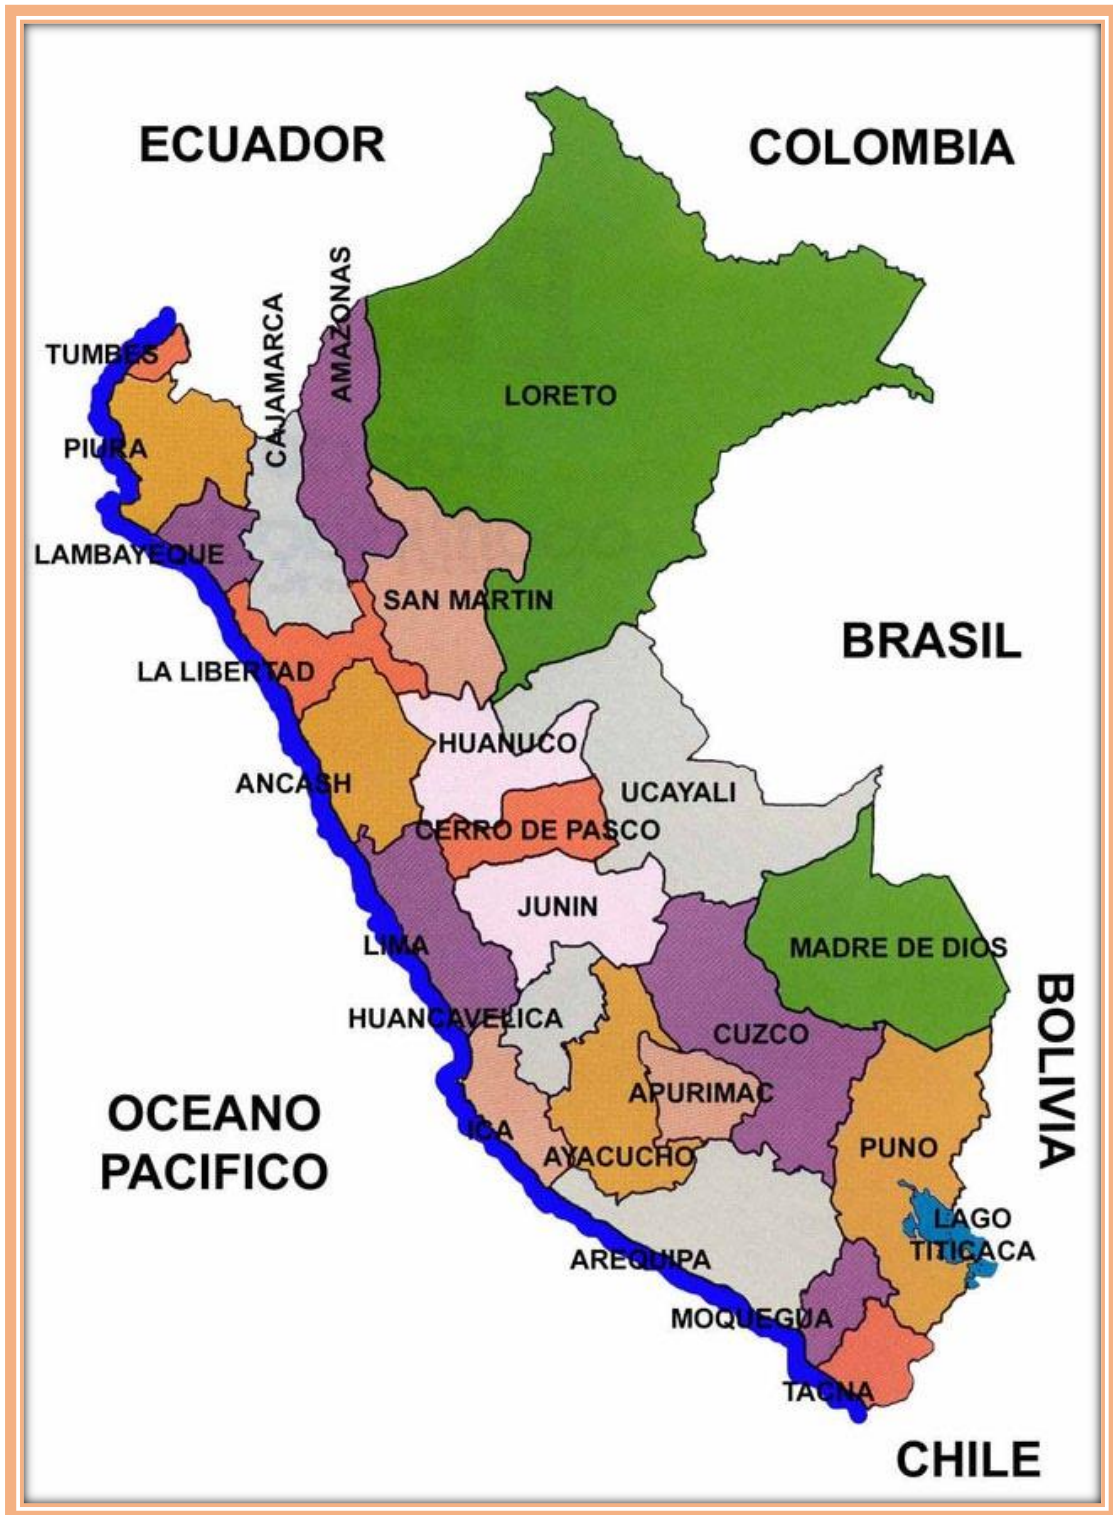 ECUADOR
COLOMBIA
AMAZONAS
CAJAMARCA
TUMBES
LORETO
PIURA
LAMBAYEQUE
SAN MARTIN
BRASIL
LA LIBERTAD
HUANUCO
ANCASH
UCAYALI
CERRO DE PASCO
JUNIN
LIMA
MADRE DE DIOS
HUANCAVELICA
CUZCO
BOLIVIA
APURIMAC
OCEANO
PACIFICO
ICA
AYACUCHO
PUNO
LAGO
TITICACA
AREQUIPA
MOQUEGUA
TACNA
CHILE